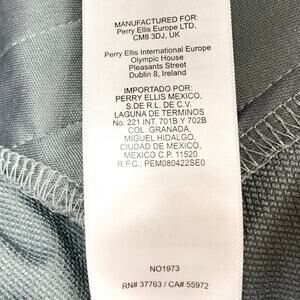 MANUFACTURED FOR:
Perry Ellis Europe LTD.
CM8 3DJ, UK
Perry Ellis International Europe
Olympic House
Pleasants Street
Dublin 8, Ireland
IMPORTADO POR:
PERRY ELLIS MEXICO,
S.DE R.L. DE C.V.
LAGUNA DE TERMINOS
No. 221 INT. 701B Y 702B
COL. GRANADA,
MIGUEL HIDALGO,
CIUDAD DE MEXICO,
MEXICO C.P. 11520
R.F.C.: PEM080422SE0
NO1973
RN# 37763 / CA# 55972